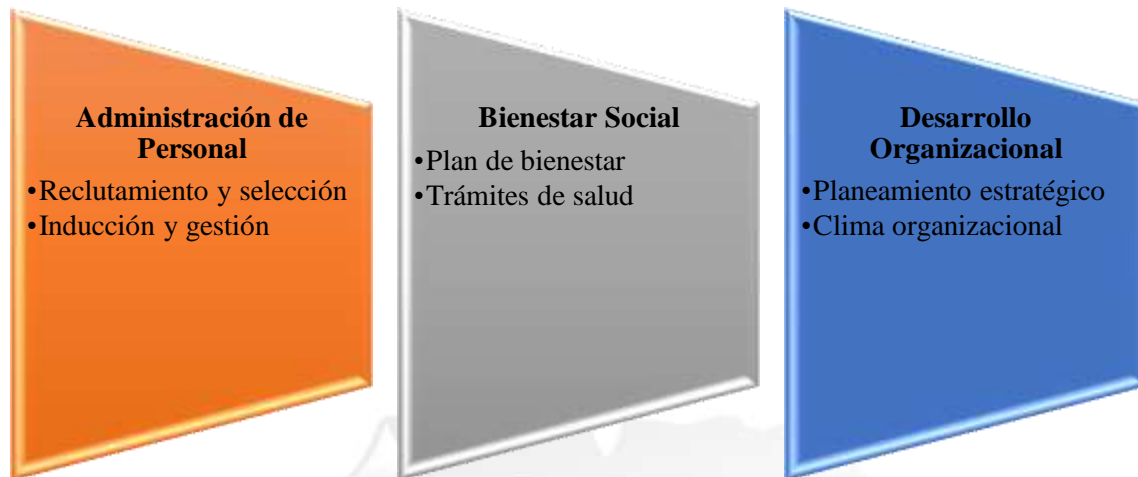 Administración de
Personal
•Reclutamiento y selección
•Inducción y gestión
Bienestar Social
•Plan de bienestar
•Trámites de salud
Desarrollo
Organizacional
•Planeamiento estratégico
•Clima organizacional